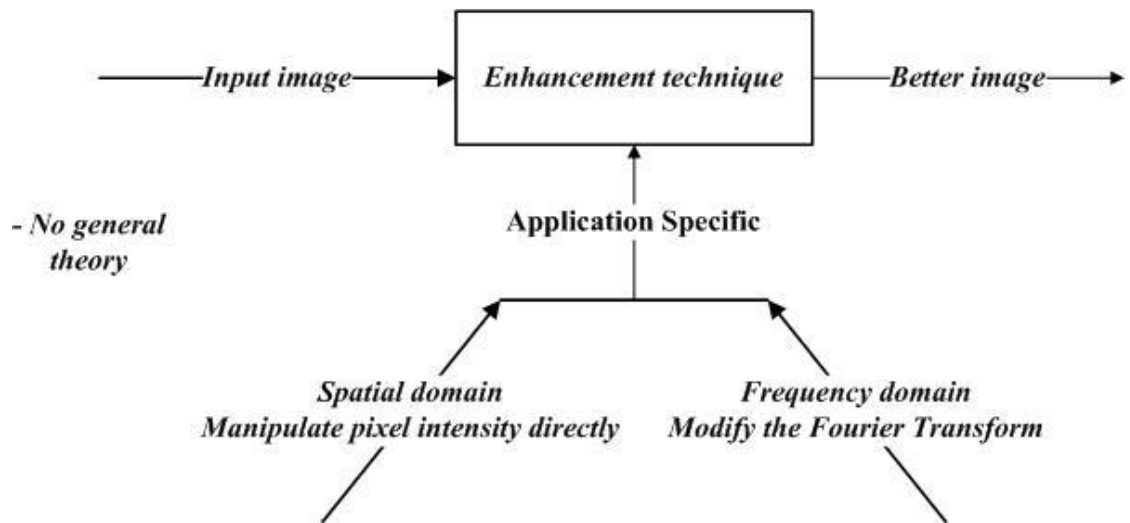 Input image
Enhancement technique
Better image
Application Specific
- No general
theory
Spatial domain
Manipulate pixel intensity directly
Frequency domain
Modify the Fourier Transform